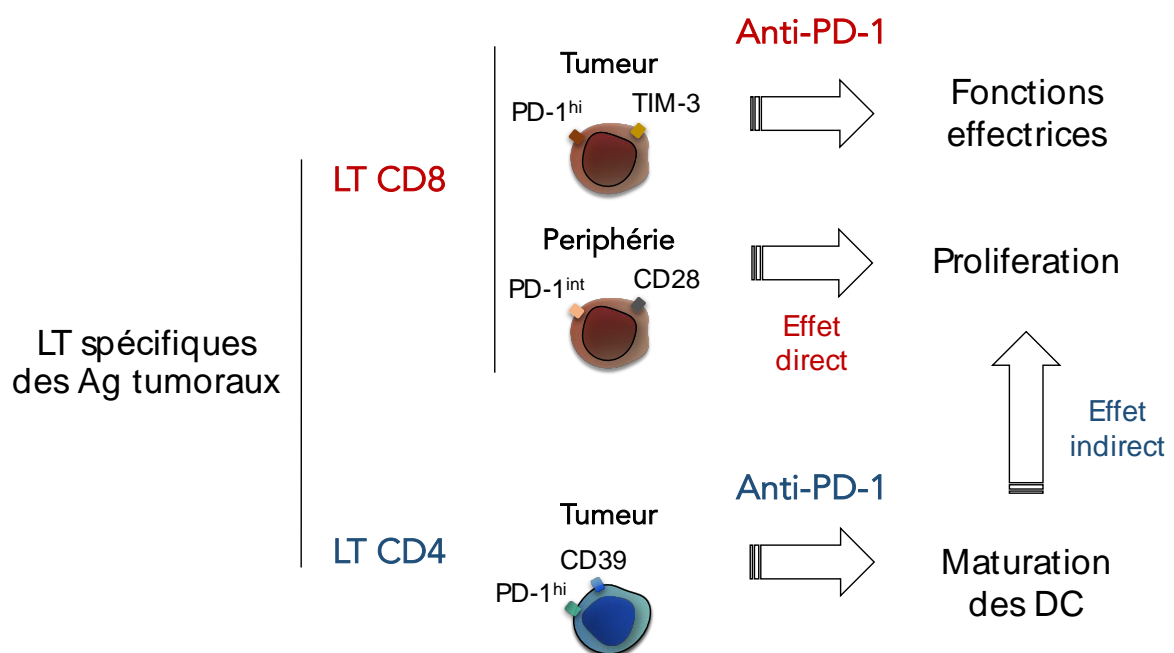 Anti-PD-1
Tumeur
PD-1hi
TIM-3
Fonctions
effectrices
LT CD8
Periphérie
PD-1int
CD28
Proliferation
Effet
direct
LT spécifiques
des Ag tumoraux
Effet
indirect
Anti-PD-1
Tumeur
LT CD4
CD39
PD-1hi
Maturation
des DC